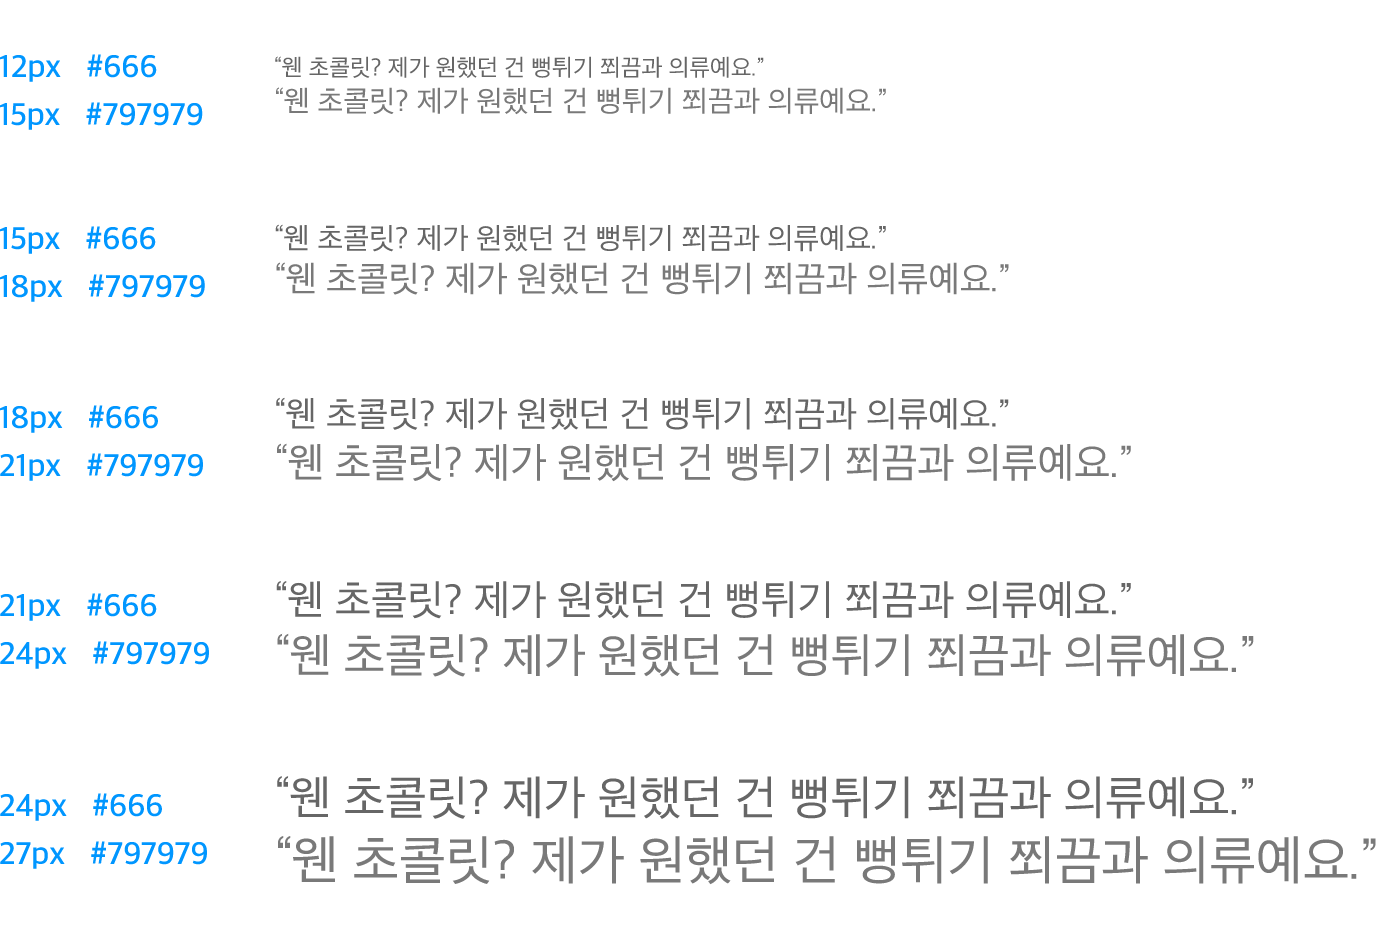 12px #666 “웬 초콜릿? 제가 원했던 건 뻥튀기 쬐끔과 의류예요.”
15px #797979 “웬 초콜릿? 제가 원했던 건 뻥튀기 쬐끔과 의류예요.”
15px #666 “웬 초콜릿? 제가 원했던 건 뻥튀기 쬐끔과 의류예요.”
18px #797979 “웬 초콜릿? 제가 원했던 건 뻥튀기 쬐끔과 의류예요.”
18px #666 “웬 초콜릿? 제가 원했던 건 뻥튀기 쬐끔과 의류예요.”
21px #797979 “웬 초콜릿? 제가 원했던 건 뻥튀기 쬐끔과 의류예요.”
21px #666 “웬 초콜릿? 제가 원했던 건 뻥튀기 쬐끔과 의류예요.”
24px #797979 “웬 초콜릿? 제가 원했던 건 뻥튀기 쬐끔과 의류예요.”
24px #666 “웬 초콜릿? 제가 원했던 건 뻥튀기 쬐끔과 의류예요.”
27px #797979 “웬 초콜릿? 제가 원했던 건 뻥튀기 쬐끔과 의류예요.”